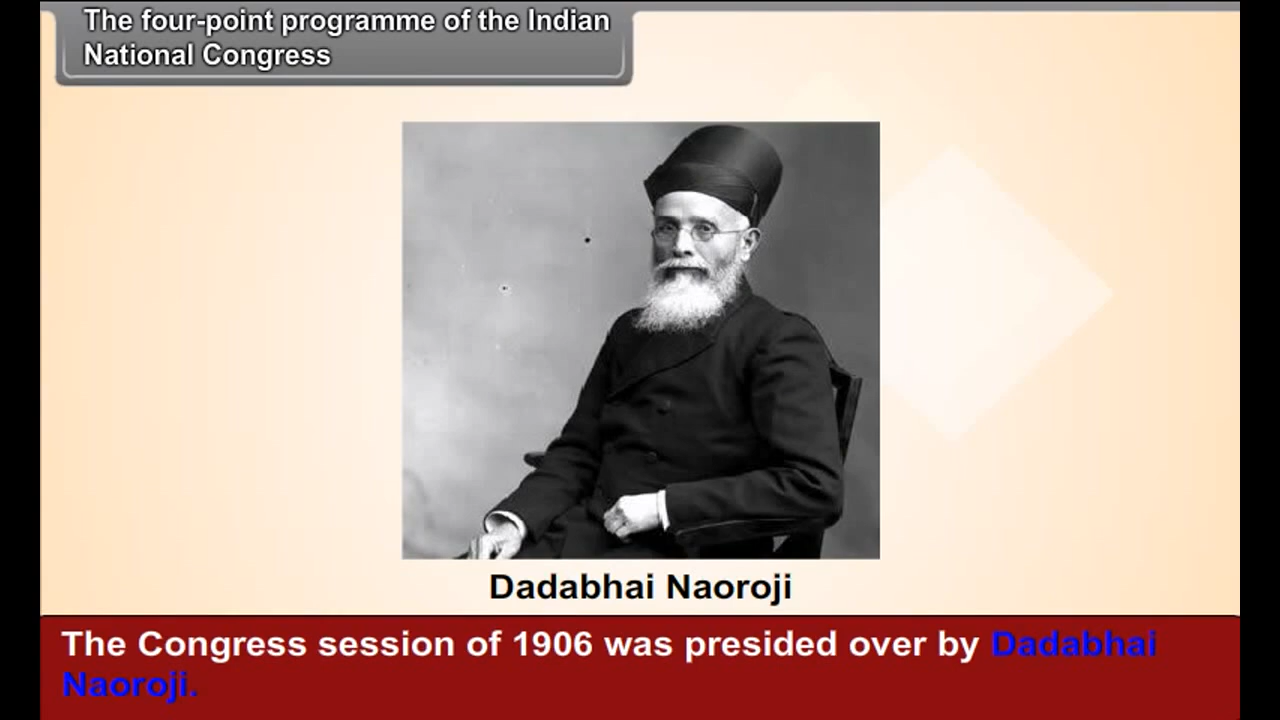 The four-point programme of the Indian
National Congress
Dadabhai Naoroji
The Congress session of 1906 was presided over by Dadabhai
Naoroji.